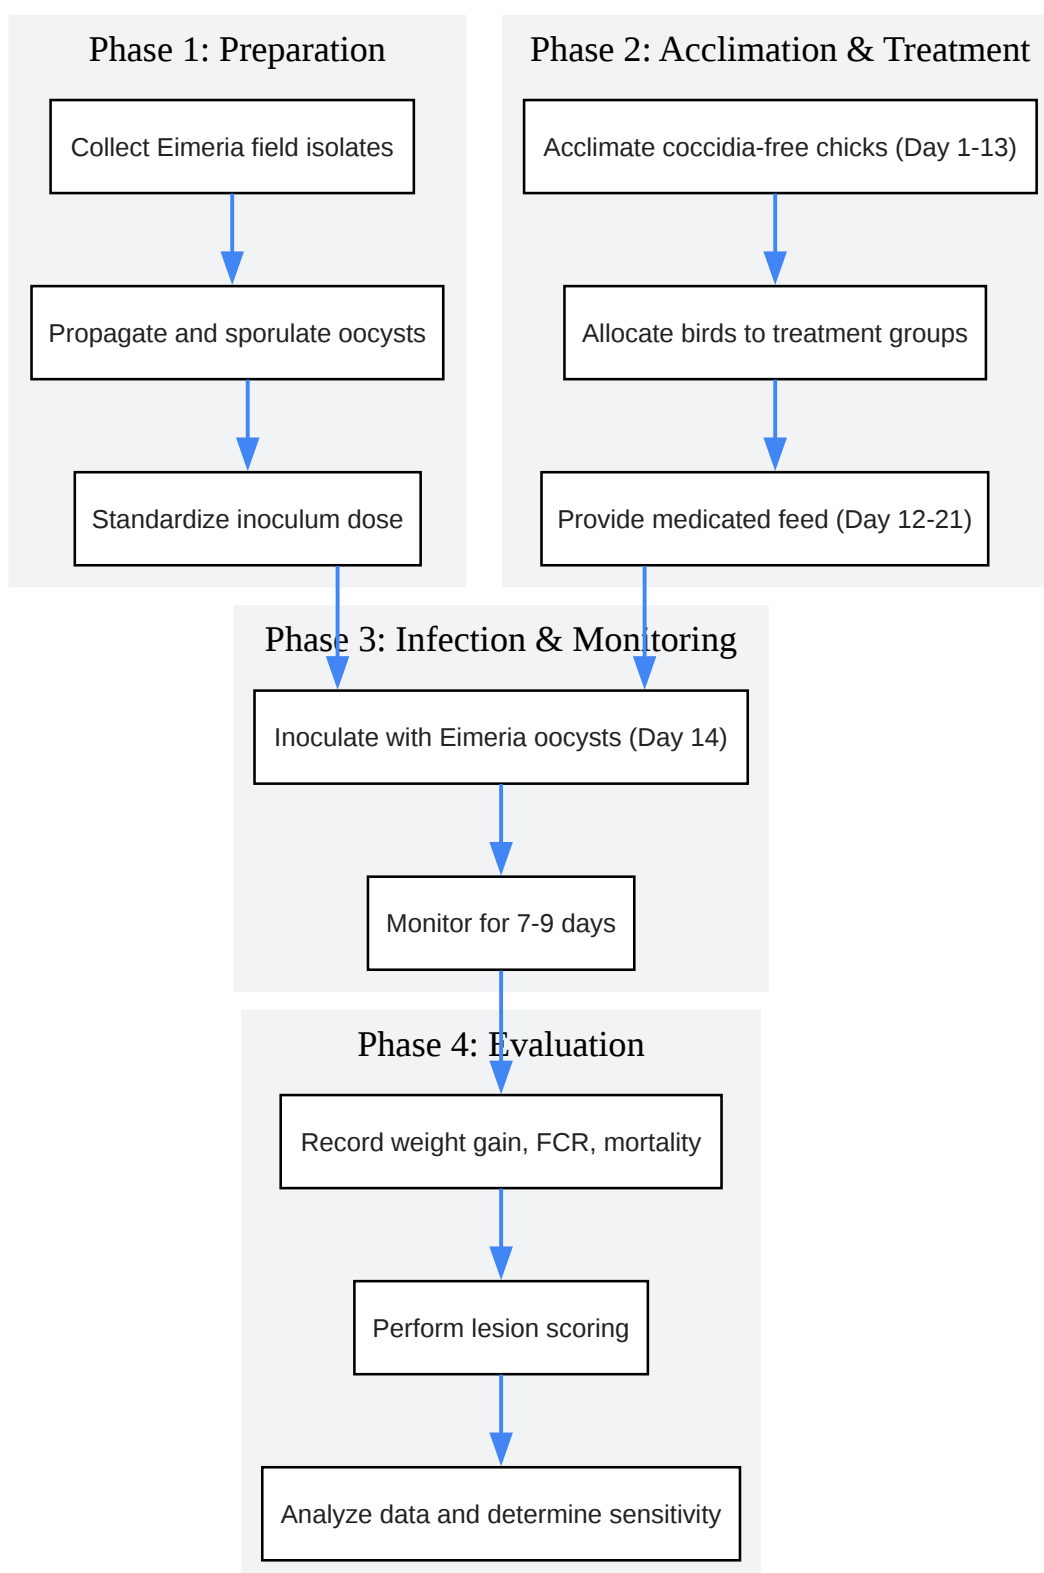 Phase 1: Preparation
Collect Eimeria field isolates
Propagate and sporulate oocysts
Standardize inoculum dose
Phase 2: Acclimation & Treatment
Acclimate coccidia-free chicks (Day 1-13)
Allocate birds to treatment groups
Provide medicated feed (Day 12-21)
Phase 3: Infection & Monitoring
Inoculate with Eimeria oocysts (Day 14)
Monitor for 7-9 days
Phase 4: Evaluation
Record weight gain, FCR, mortality
Perform lesion scoring
Analyze data and determine sensitivity